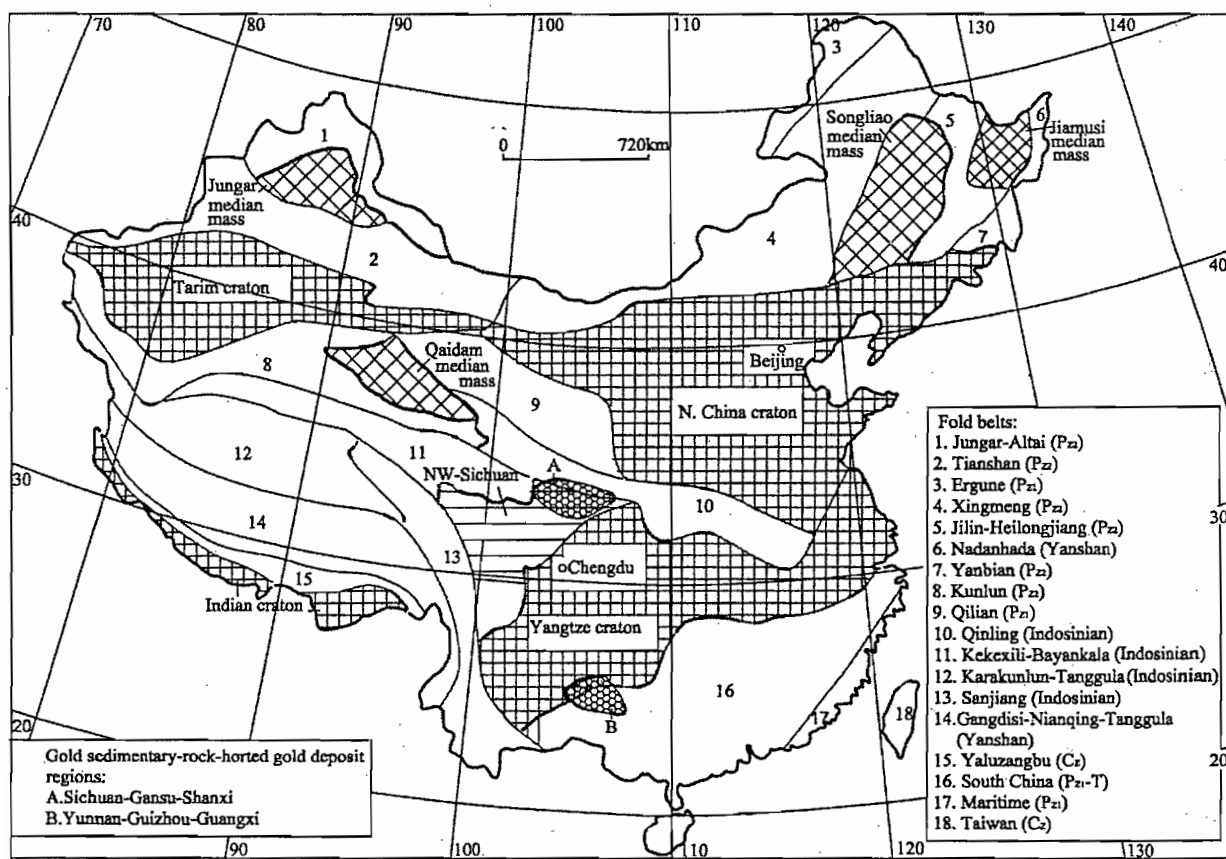 70
80
90
100
110
120
130
140
3
1
0 720km
Songliao
median
mass
5
6
Jiamusi
median
mass
Jungar
median
mass
40
2
4
7
40
Tarim craton
Beijing
Qaidam
median
mass
8
9
N. China craton
12
11
NW-Sichuan
A
10
30
30
14
13
Chengdu
15
Indian craton
Yangtze craton
16
B
17
18
20
20
90
100
110
120
Fold belts:
1. Jungar-Altai (Pz2)
2. Tianshan (Pz2)
3. Ergune (Pz1)
4. Xingmeng (Pz2)
5. Jilin-Heilongjiang (Pz2)
6. Nadanhada (Yanshan)
7. Yanbian (Pz2)
8. Kunlun (Pz2)
9. Qilian (Pz1)
10. Qinling (Indosinian)
11. Kekexili-Bayankala (Indosinian)
12. Karakunlun-Tanggula (Indosinian)
13. Sanjiang (Indosinian)
14.Gangdisi-Nianqing-Tanggula
(Yanshan)
15. Yaluzangbu (Cz)
16. South China (Pz1-T)
17. Maritime (Pz1)
18. Taiwan (Cz)
Gold sedimentary-rock-horted gold deposit
regions:
A.Sichuan-Gansu-Shanxi
B.Yunnan-Guizhou-Guangxi